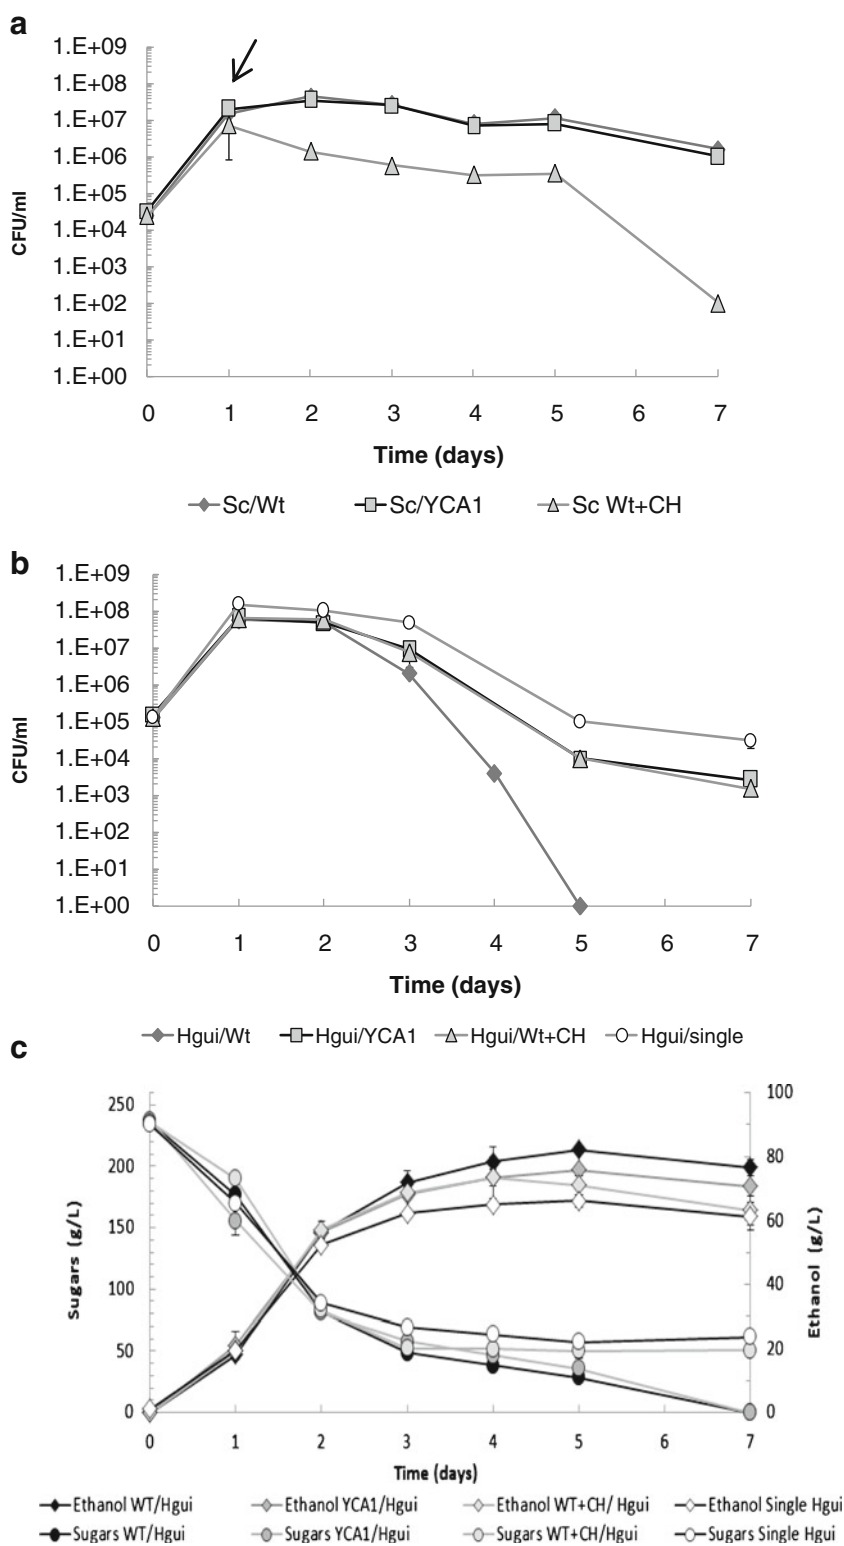 a
1.E+09
1.E+08
1.E+07
1.E+06
1.E+05
1.E+04
1.E+03
1.E+02
1.E+01
1.E+00
CFU/ml
0 1 2 3 4 5 7
Time (days)
Sc/Wt Sc/YCA1 Sc Wt+CH
b
1.E+09
1.E+08
1.E+07
1.E+06
1.E+05
1.E+04
1.E+03
1.E+02
1.E+01
1.E+00
CFU/ml
0 1 2 3 4 5 6 7
Time (days)
Hgui/Wt Hgui/YCA1 Hgui/Wt+CH Hgui/single
c
250
200
150
100
50
0
Sugars (g/L)
100
80
60
40
20
0
Ethanol (g/L)
0 1 2 3 4 5 6 7
Time (days)
Ethanol WT/Hgui Ethanol YCA1/Hgui Ethanol WT+CH/ Hgui Ethanol Single Hgui
Sugars WT/Hgui Sugars YCA1/Hgui Sugars WT+CH/Hgui Sugars Single Hgui